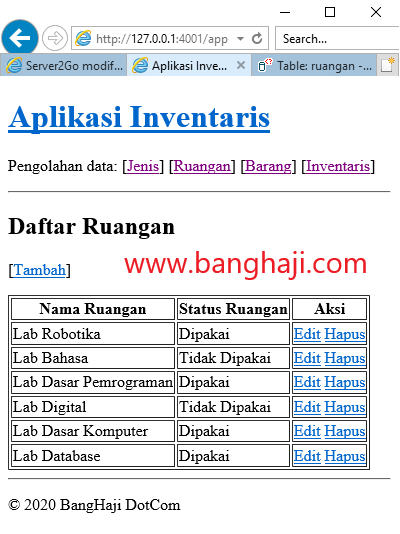 http://127.0.0.1:4001/app
Search...
Server2Go modif...
Aplikasi Inve...
Table: ruangan -...
Aplikasi Inventaris
Pengolahan data: [Jenis] [Ruangan] [Barang] [Inventaris]
Daftar Ruangan
[Tambah]
www.banghaji.com
Nama Ruangan Status Ruangan Aksi
Lab Robotika Dipakai Edit Hapus
Lab Bahasa Tidak Dipakai Edit Hapus
Lab Dasar Pemrograman Dipakai Edit Hapus
Lab Digital Tidak Dipakai Edit Hapus
Lab Dasar Komputer Dipakai Edit Hapus
Lab Database Dipakai Edit Hapus
© 2020 BangHaji DotCom